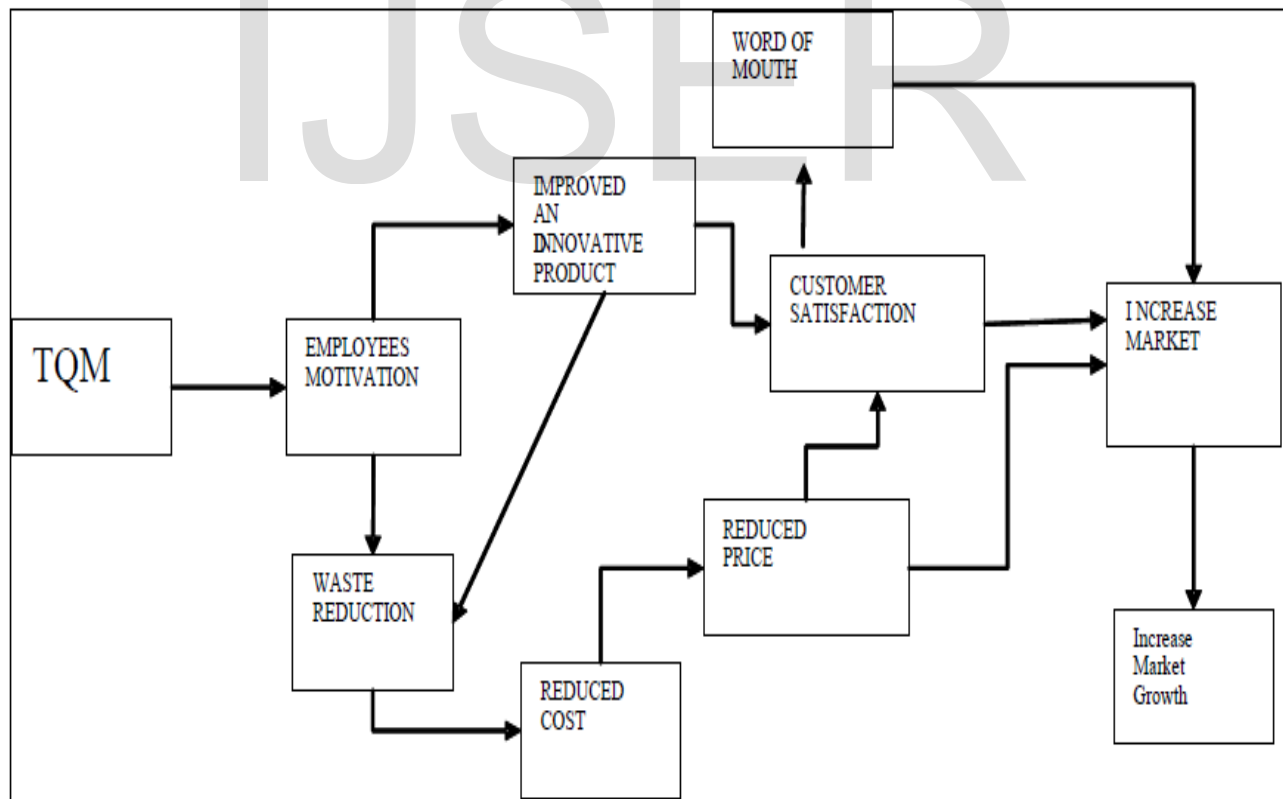 IJSER
WORD OF
MOUTH
IMPROVED
AN
D
INNOVATIVE
PRODUCT
CUSTOMER
SATISFACTION
I NCREASE
MARKET
TQM
EMPLOYEES
MOTIVATION
REDUCED
PRICE
WASTE
REDUCTION
REDUCED
COST
Increase
Market
Growth